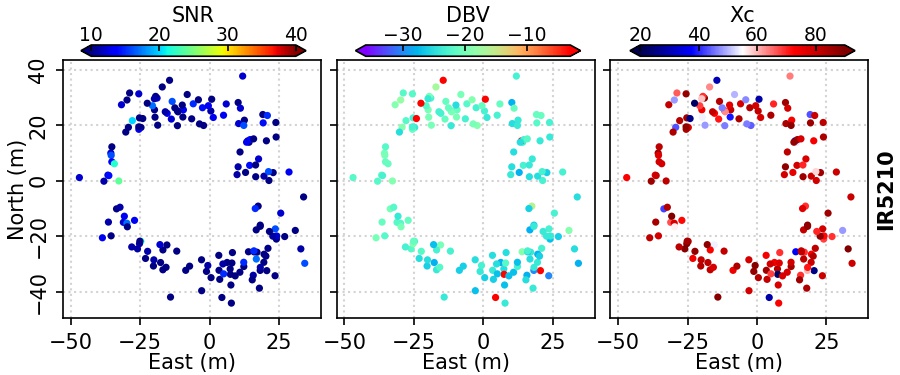 SNR DBV Xc
10 20 30 40 −30 −20 −10 20 40 60 80
40
20
0
−20
−40
North (m)
−50 −25 0 25 −50 −25 0 25 −50 −25 0 25
East (m) East (m) East (m)
IR5210